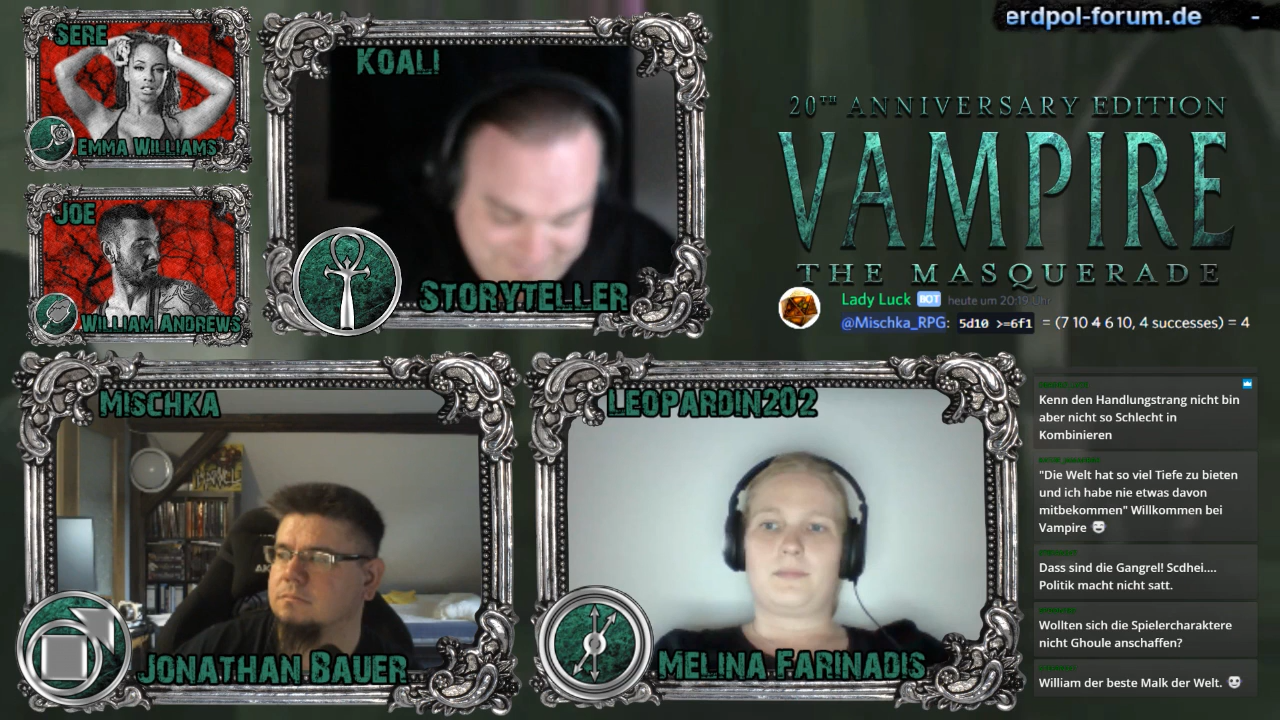 erdpol-forum.de -
SERE
EMMA WILLIAMS
JOE
WILLIAM ANDREWS
KOALI
STORYTELLER
20TH ANNIVERSARY EDITION
VAMPIRE
THE MASQUERADE
Lady Luck BOT heute um 20:19 Uhr
@Mischka_RPG: 5d10 >=6f1 = (7 10 4 6 10, 4 successes) = 4
MISCHKA
JONATHAN BAUER
LEOPARDIN202
MELINA FARINADIS
Kenn den Handlungstrang nicht bin
aber nicht so Schlecht in
Kombinieren
"Die Welt hat so viel Tiefe zu bieten
und ich habe nie etwas davon
mitbekommen" Willkommen bei
Vampire
Dass sind die Gangrel! Scdhei....
Politik macht nicht satt.
Wollten sich die Spielercharaktere
nicht Ghoule anschaffen?
William der beste Malk der Welt.